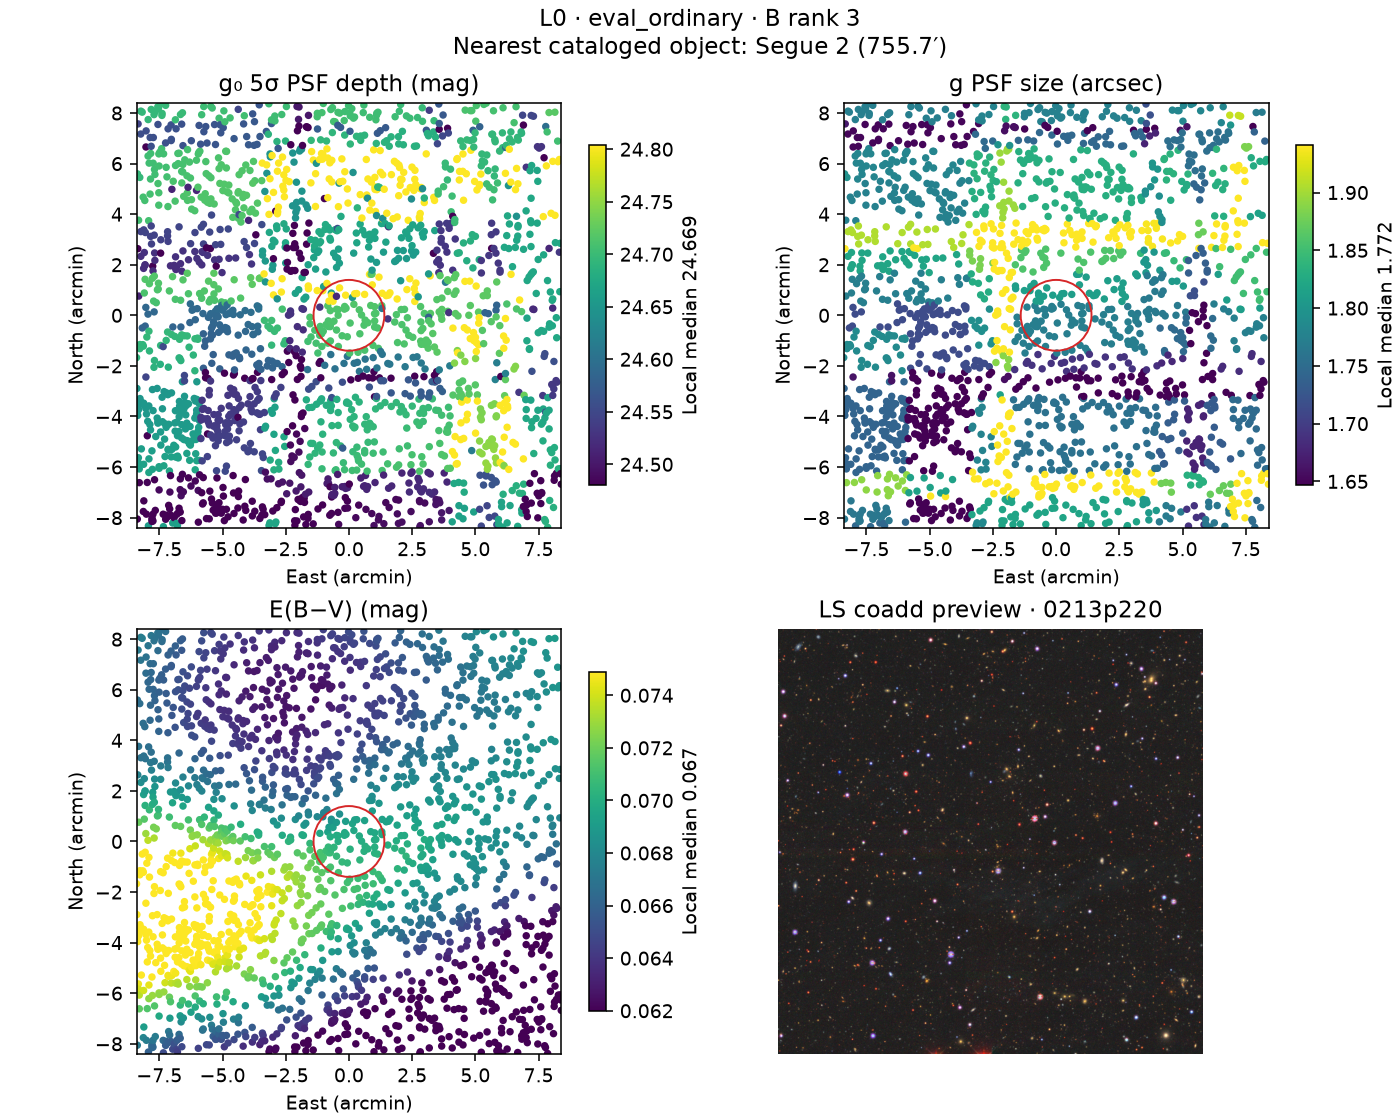 L0 · eval_ordinary · B rank 3
Nearest cataloged object: Segue 2 (755.7′)
g₀ 5σ PSF depth (mag)
8
6
4
2
0
−2
−4
−6
−8
North (arcmin)
−7.5 −5.0 −2.5 0.0 2.5 5.0 7.5
East (arcmin)
24.80
24.75
24.70
24.65
24.60
24.55
24.50
Local median 24.669
g PSF size (arcsec)
8
6
4
2
0
−2
−4
−6
−8
North (arcmin)
−7.5 −5.0 −2.5 0.0 2.5 5.0 7.5
East (arcmin)
1.90
1.85
1.80
1.75
1.70
1.65
Local median 1.772
E(B−V) (mag)
8
6
4
2
0
−2
−4
−6
−8
North (arcmin)
−7.5 −5.0 −2.5 0.0 2.5 5.0 7.5
East (arcmin)
0.074
0.072
0.070
0.068
0.066
0.064
0.062
Local median 0.067
LS coadd preview · 0213p220